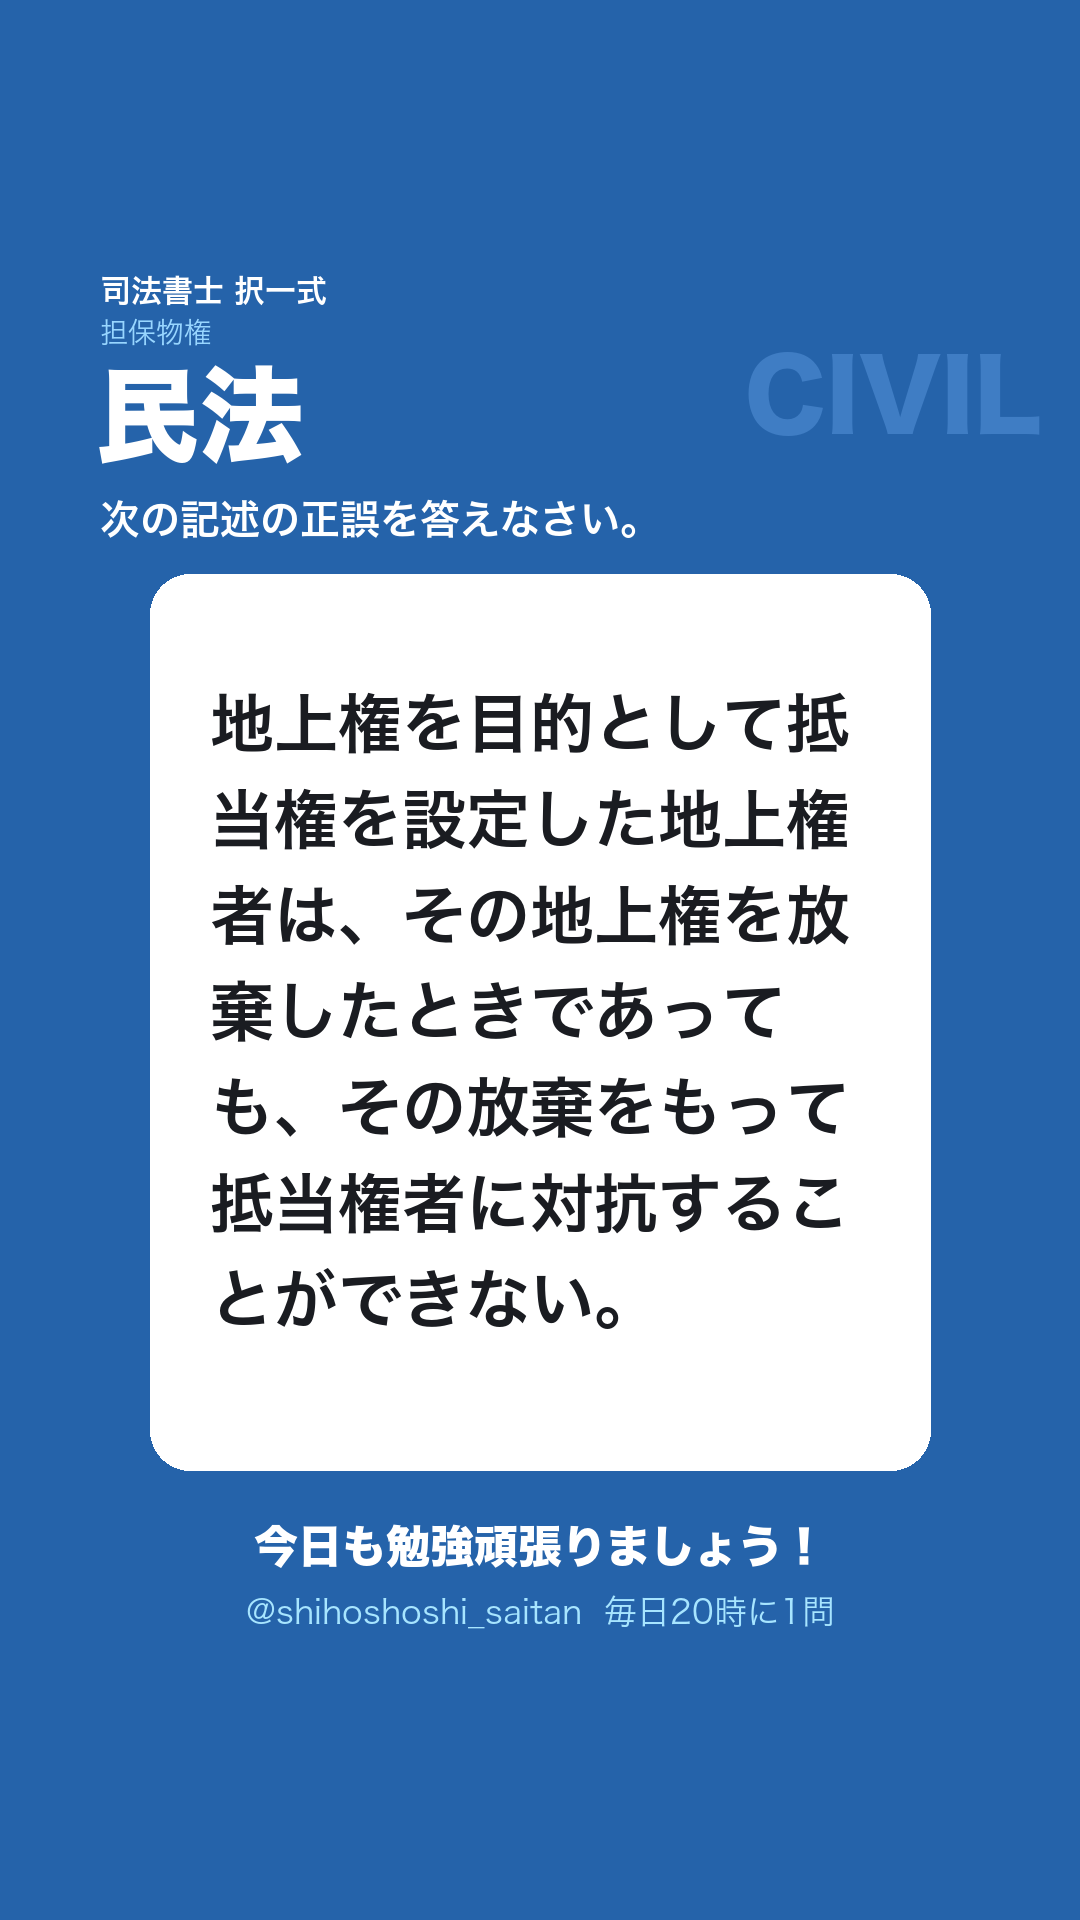 司法書士 択一式
担保物権
民法
CIVIL
次の記述の正誤を答えなさい。
地上権を目的として抵
当権を設定した地上権
者は、その地上権を放
棄したときであって
も、その放棄をもって
抵当権者に対抗するこ
とができない。
今日も勉強頑張りましょう！
@shihoshoshi_saitan 毎日20時に1問